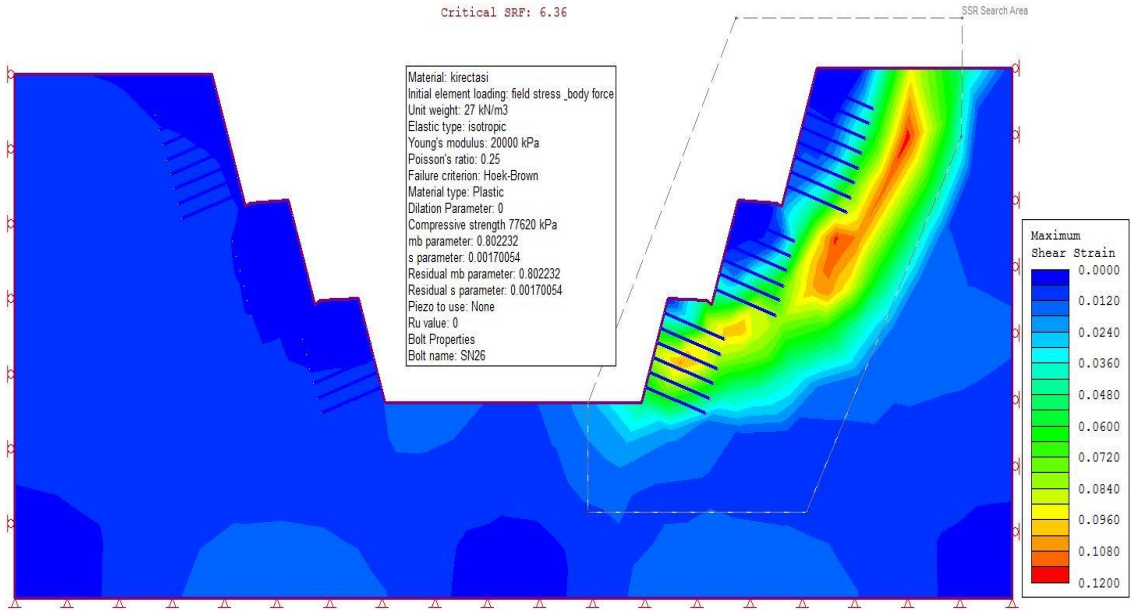 Critical SRF: 6.36
SSR Search Area
Material: kirectasi
Initial element loading: field stress _body force
Unit weight: 27 kN/m3
Elastic type: isotropic
Young's modulus: 20000 kPa
Poisson's ratio: 0.25
Failure criterion: Hoek-Brown
Material type: Plastic
Dilation Parameter: 0
Compressive strength 77620 kPa
mb parameter: 0.802232
s parameter: 0.00170054
Residual mb parameter: 0.802232
Residual s parameter: 0.00170054
Piezo to use: None
Ru value: 0
Bolt Properties
Bolt name: SN26
Maximum
Shear Strain
0.0000
0.0120
0.0240
0.0360
0.0480
0.0600
0.0720
0.0840
0.0960
0.1080
0.1200